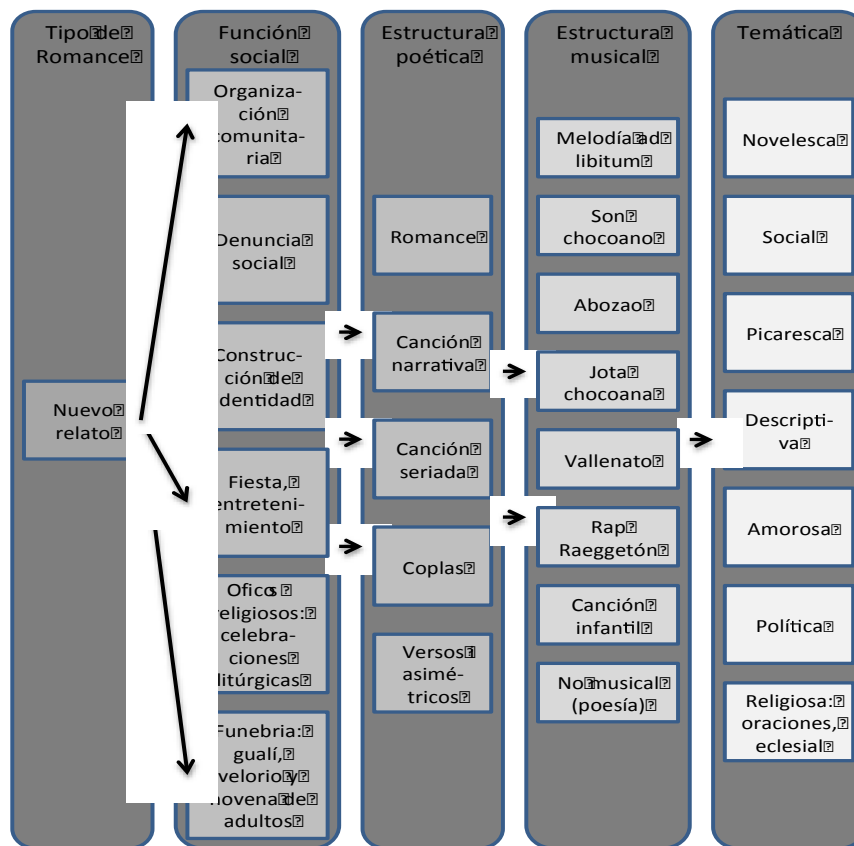 Tipo de
Romance
Nuevo
relato
Función
social
Organiza-
ción
comunita-
ria
Denuncia
social
Construc-
ción de
dentidad
Fiesta,
entreteni-
miento
Oficos
religiosos:
celebra-
ciones
litúrgicas
Funebria:
gualí,
velorio y
novena de
adultos
Estructura
poética
Romance
Canción
narrativa
Canción
seriada
Coplas
Versos
asimé-
tricos
Estructura
musical
Melodía ad
libitum
Son
chocoano
Abozao
Jota
chocoana
Vallenato
Rap
Raeggetón
Canción
infantil
No musical
(poesía)
Temática
Novelesca
Social
Picaresca
Descripti-
va
Amorosa
Política
Religiosa:
oraciones,
eclesial